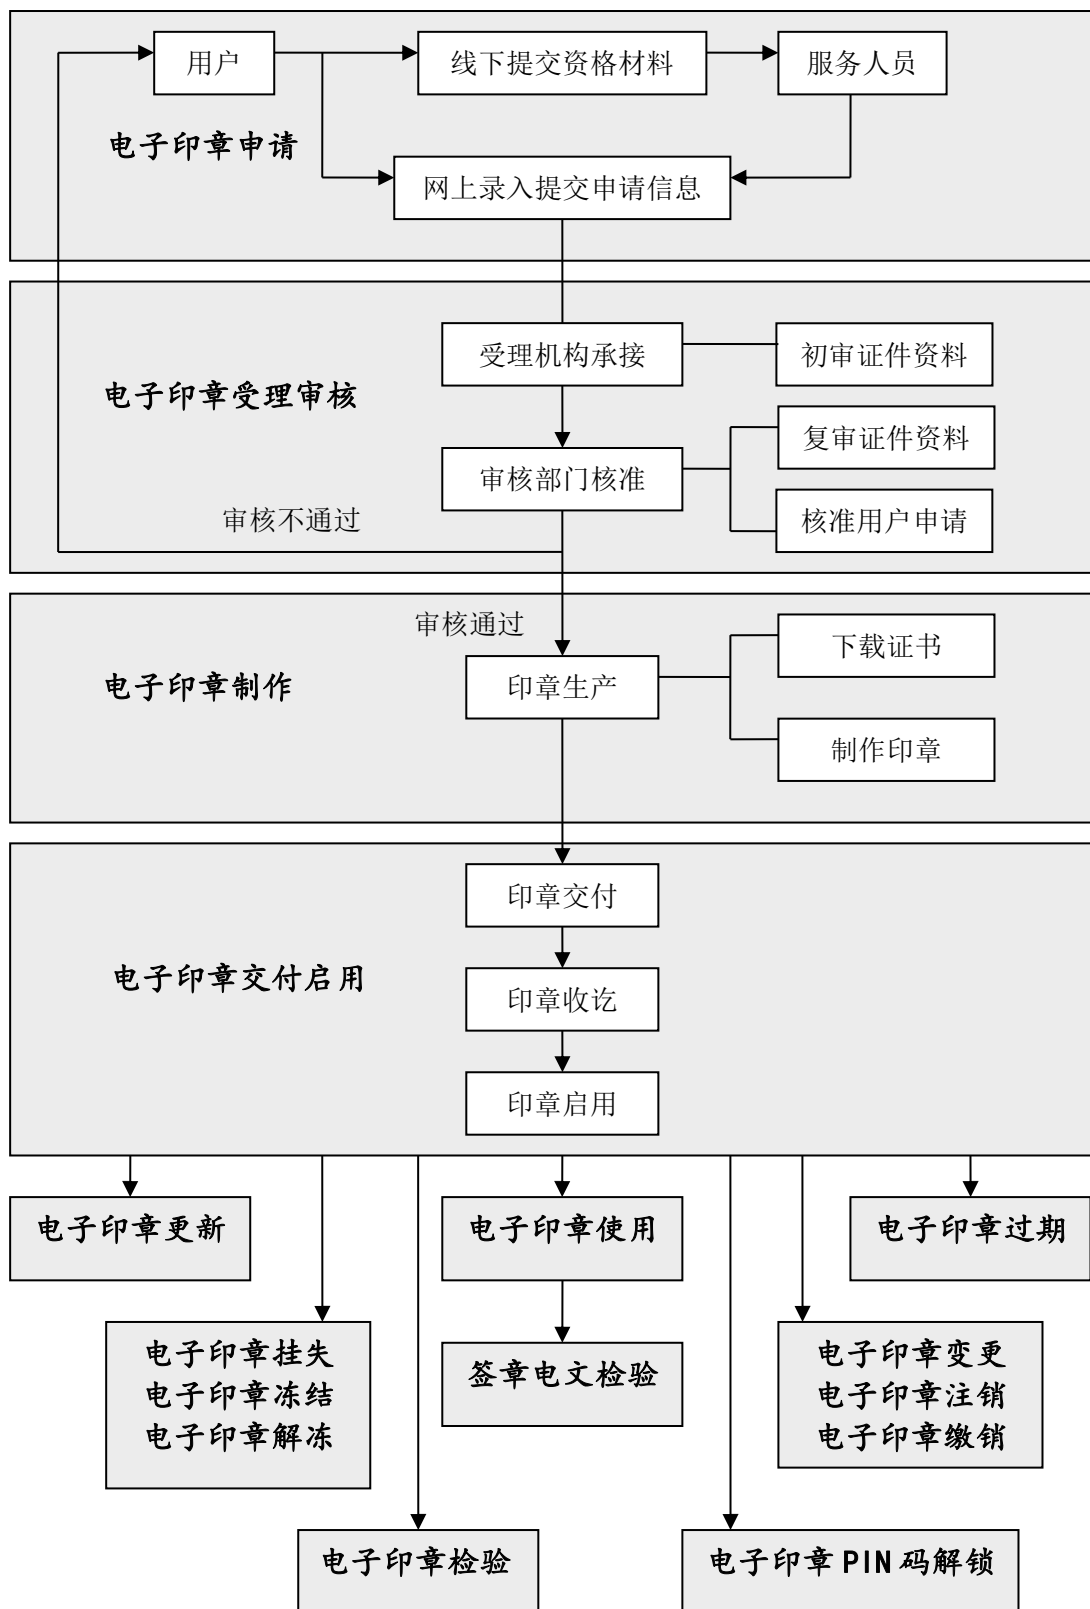 用户
线下提交资格材料
服务人员
电子印章申请
网上录入提交申请信息
受理机构承接
初审证件资料
电子印章受理审核
复审证件资料
审核部门核准
审核不通过
核准用户申请
审核通过
下载证书
电子印章制作
印章生产
制作印章
印章交付
电子印章交付启用
印章收讫
印章启用
电子印章更新
电子印章使用
电子印章过期
电子印章挂失
电子印章冻结
电子印章解冻
签章电文检验
电子印章变更
电子印章注销
电子印章缴销
电子印章检验
电子印章 PIN 码解锁